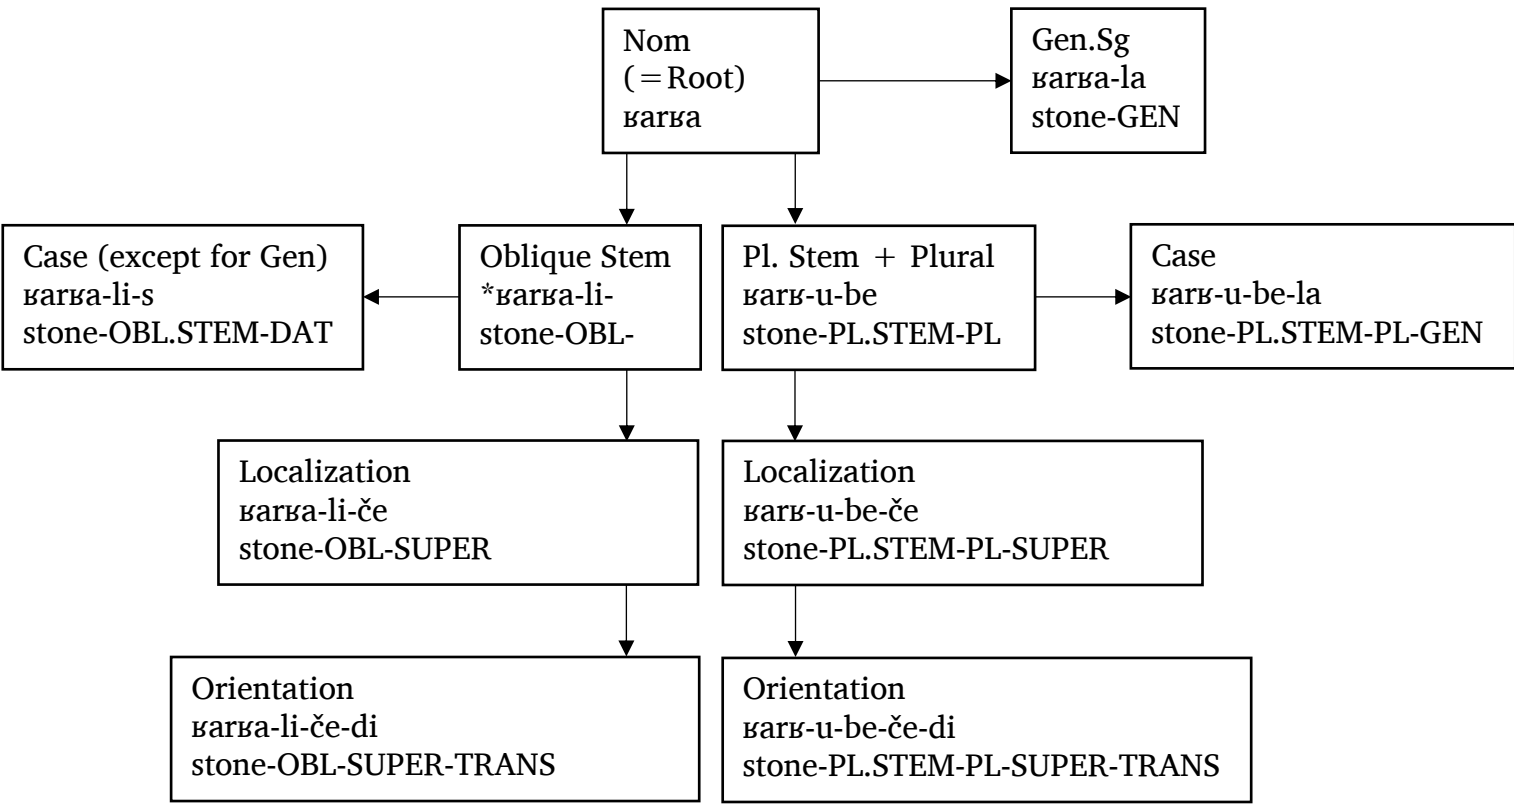 Nom
(=Root)
ʁarʁa
Gen.Sg
ʁarʁa-la
stone-GEN
Case (except for Gen)
ʁarʁa-li-s
stone-OBL.STEM-DAT
Oblique Stem
*ʁarʁa-li-
stone-OBL-
Pl. Stem + Plural
ʁarʁ-u-be
stone-PL.STEM-PL
Case
ʁarʁ-u-be-la
stone-PL.STEM-PL-GEN
Localization
ʁarʁa-li-če
stone-OBL-SUPER
Localization
ʁarʁ-u-be-če
stone-PL.STEM-PL-SUPER
Orientation
ʁarʁa-li-če-di
stone-OBL-SUPER-TRANS
Orientation
ʁarʁ-u-be-če-di
stone-PL.STEM-PL-SUPER-TRANS